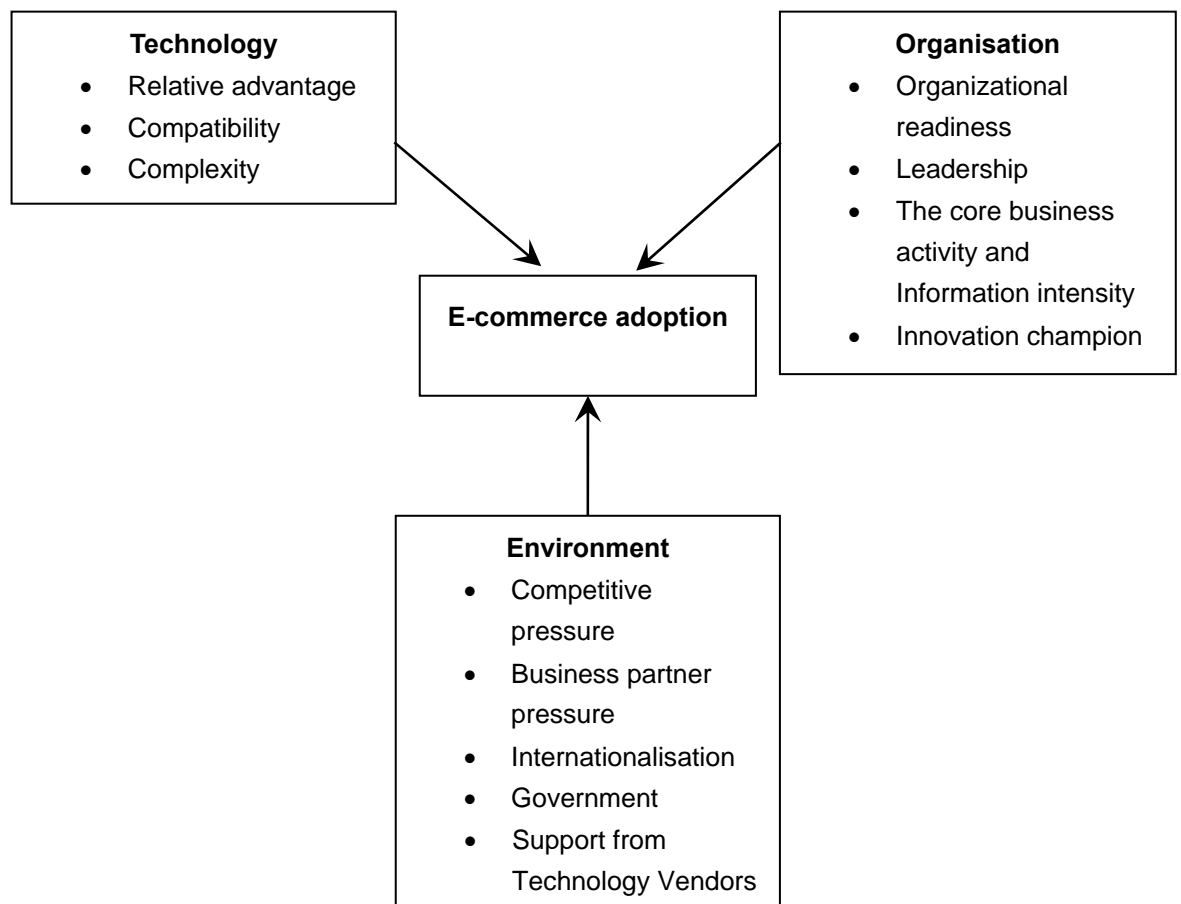 Technology
• Relative advantage
• Compatibility
• Complexity
Organisation
• Organizational
readiness
• Leadership
• The core business
activity and
Information intensity
• Innovation champion
E-commerce adoption
Environment
• Competitive
pressure
• Business partner
pressure
• Internationalisation
• Government
• Support from
Technology Vendors